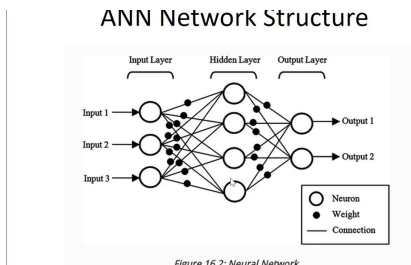 ANN Network Structure
Input Layer Hidden Layer Output Layer
Input 1
Input 2
Input 3
Output 1
Output 2
Neuron
Weight
Connection
Figure 16.2: Neural Network